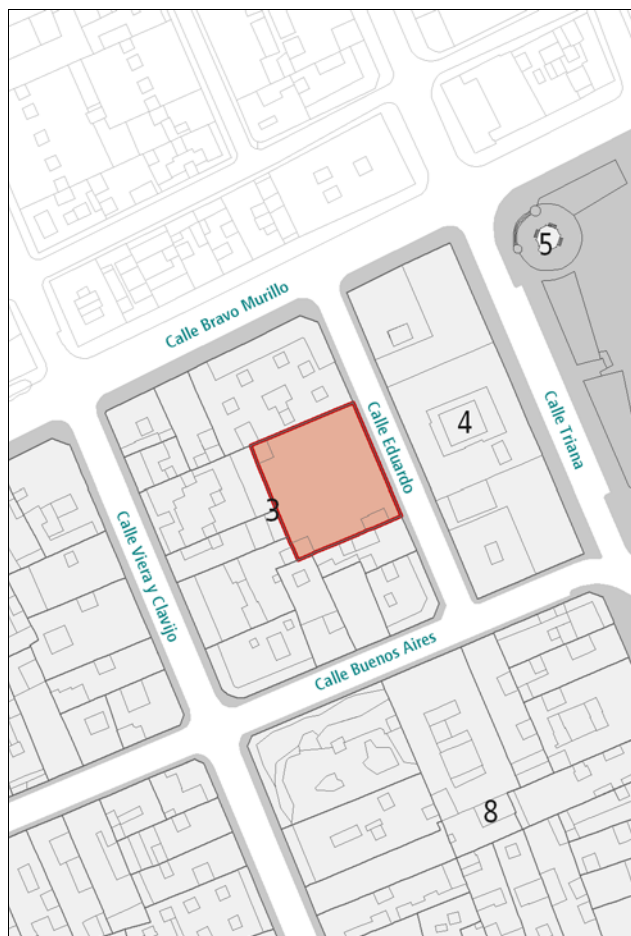 5
Calle Bravo Murillo
Calle Eduardo
4
Calle Triana
3
Calle Viera y Clavijo
Calle Buenos Aires
8